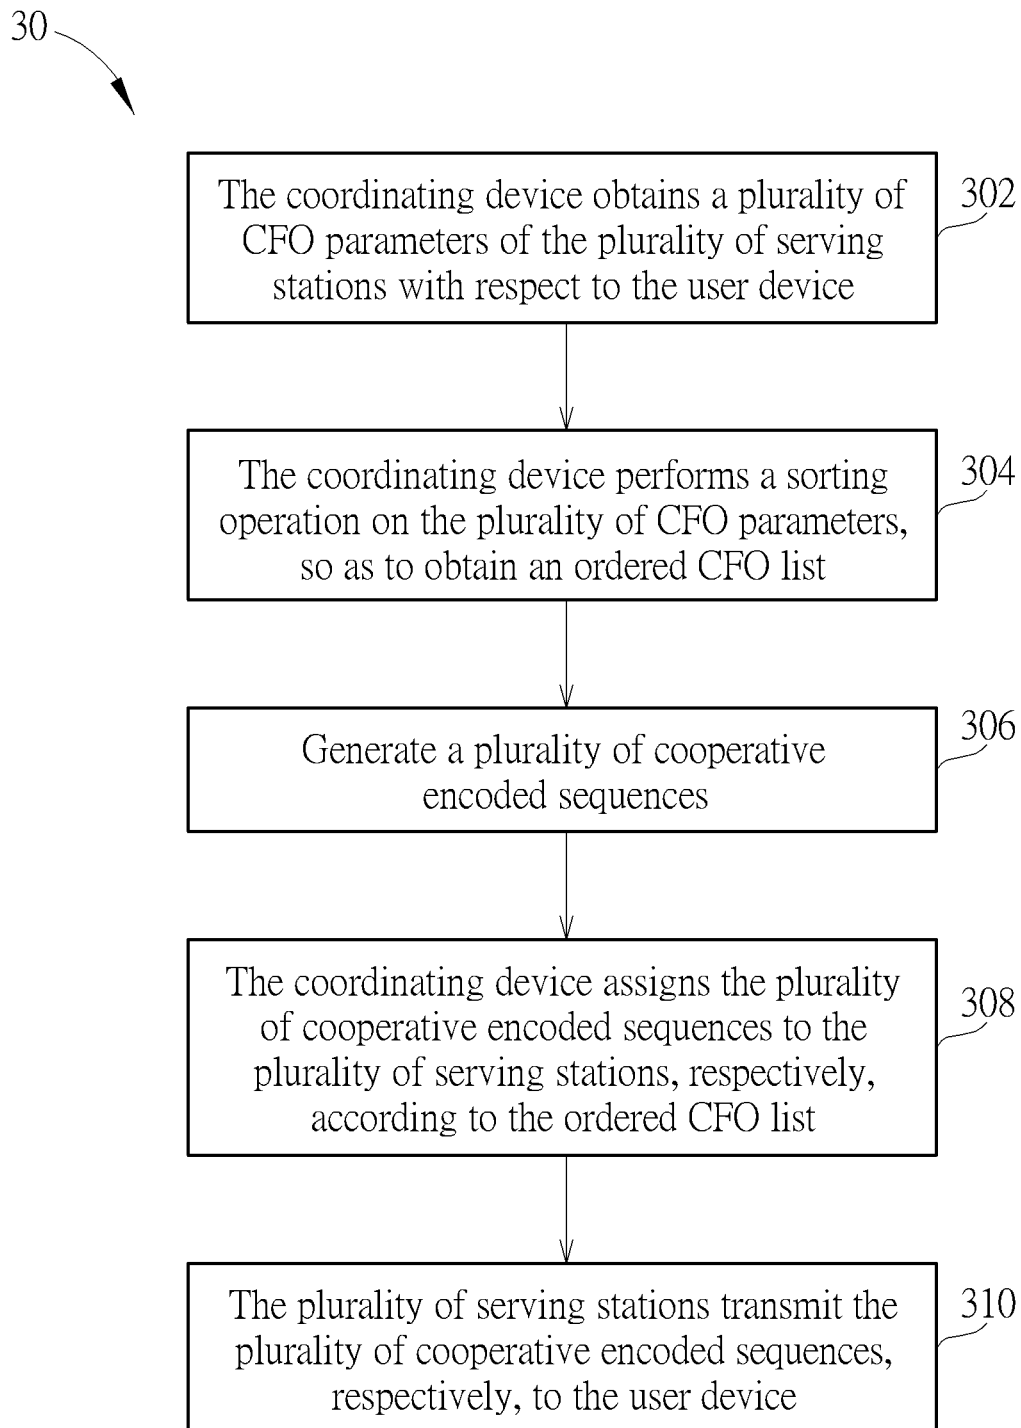 30
The coordinating device obtains a plurality of
CFO parameters of the plurality of serving
stations with respect to the user device
302
The coordinating device performs a sorting
operation on the plurality of CFO parameters,
so as to obtain an ordered CFO list
304
Generate a plurality of cooperative
encoded sequences
306
The coordinating device assigns the plurality
of cooperative encoded sequences to the
plurality of serving stations, respectively,
according to the ordered CFO list
308
The plurality of serving stations transmit the
plurality of cooperative encoded sequences,
respectively, to the user device
310